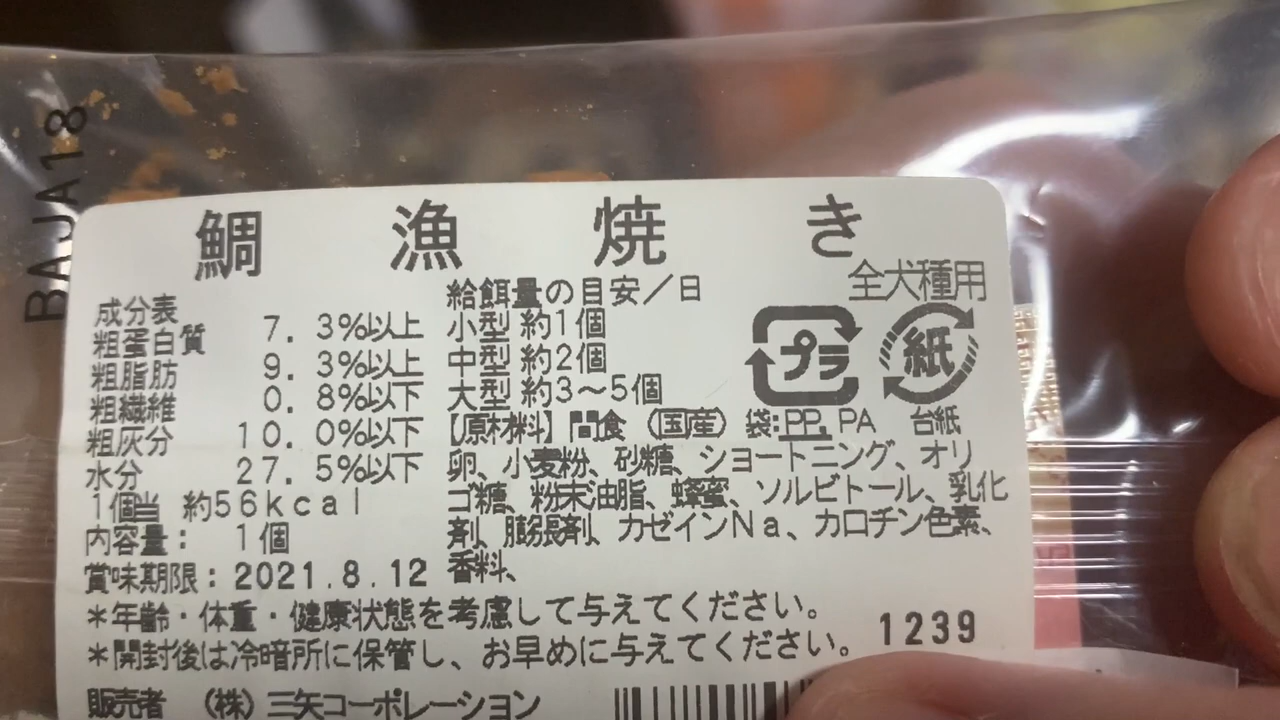 BAJA18
鯛漁焼き
全犬種用
成分表
粗蛋白質 7.3%以上
粗脂肪 9.3%以上
粗繊維 0.8%以下
粗灰分 10.0%以下
水分 27.5%以下
1個当 約56kcal
内容量: 1個
賞味期限:2021.8.12
給餌量の目安/日
小型 約1個
中型 約2個
大型 約3~5個
プラ
紙
袋:PP,PA 台紙
【原材料】間食(国産)
卵、小麦粉、砂糖、ショートニング、オリ
ゴ糖、粉末油脂、蜂蜜、ソルビトール、乳化
剤、膨張剤、カゼインNa、カロチン色素、
香料、
*年齢・体重・健康状態を考慮して与えてください。
*開封後は冷暗所に保管し、お早めに与えてください。
1239
販売者 (株)三矢コーポレーション